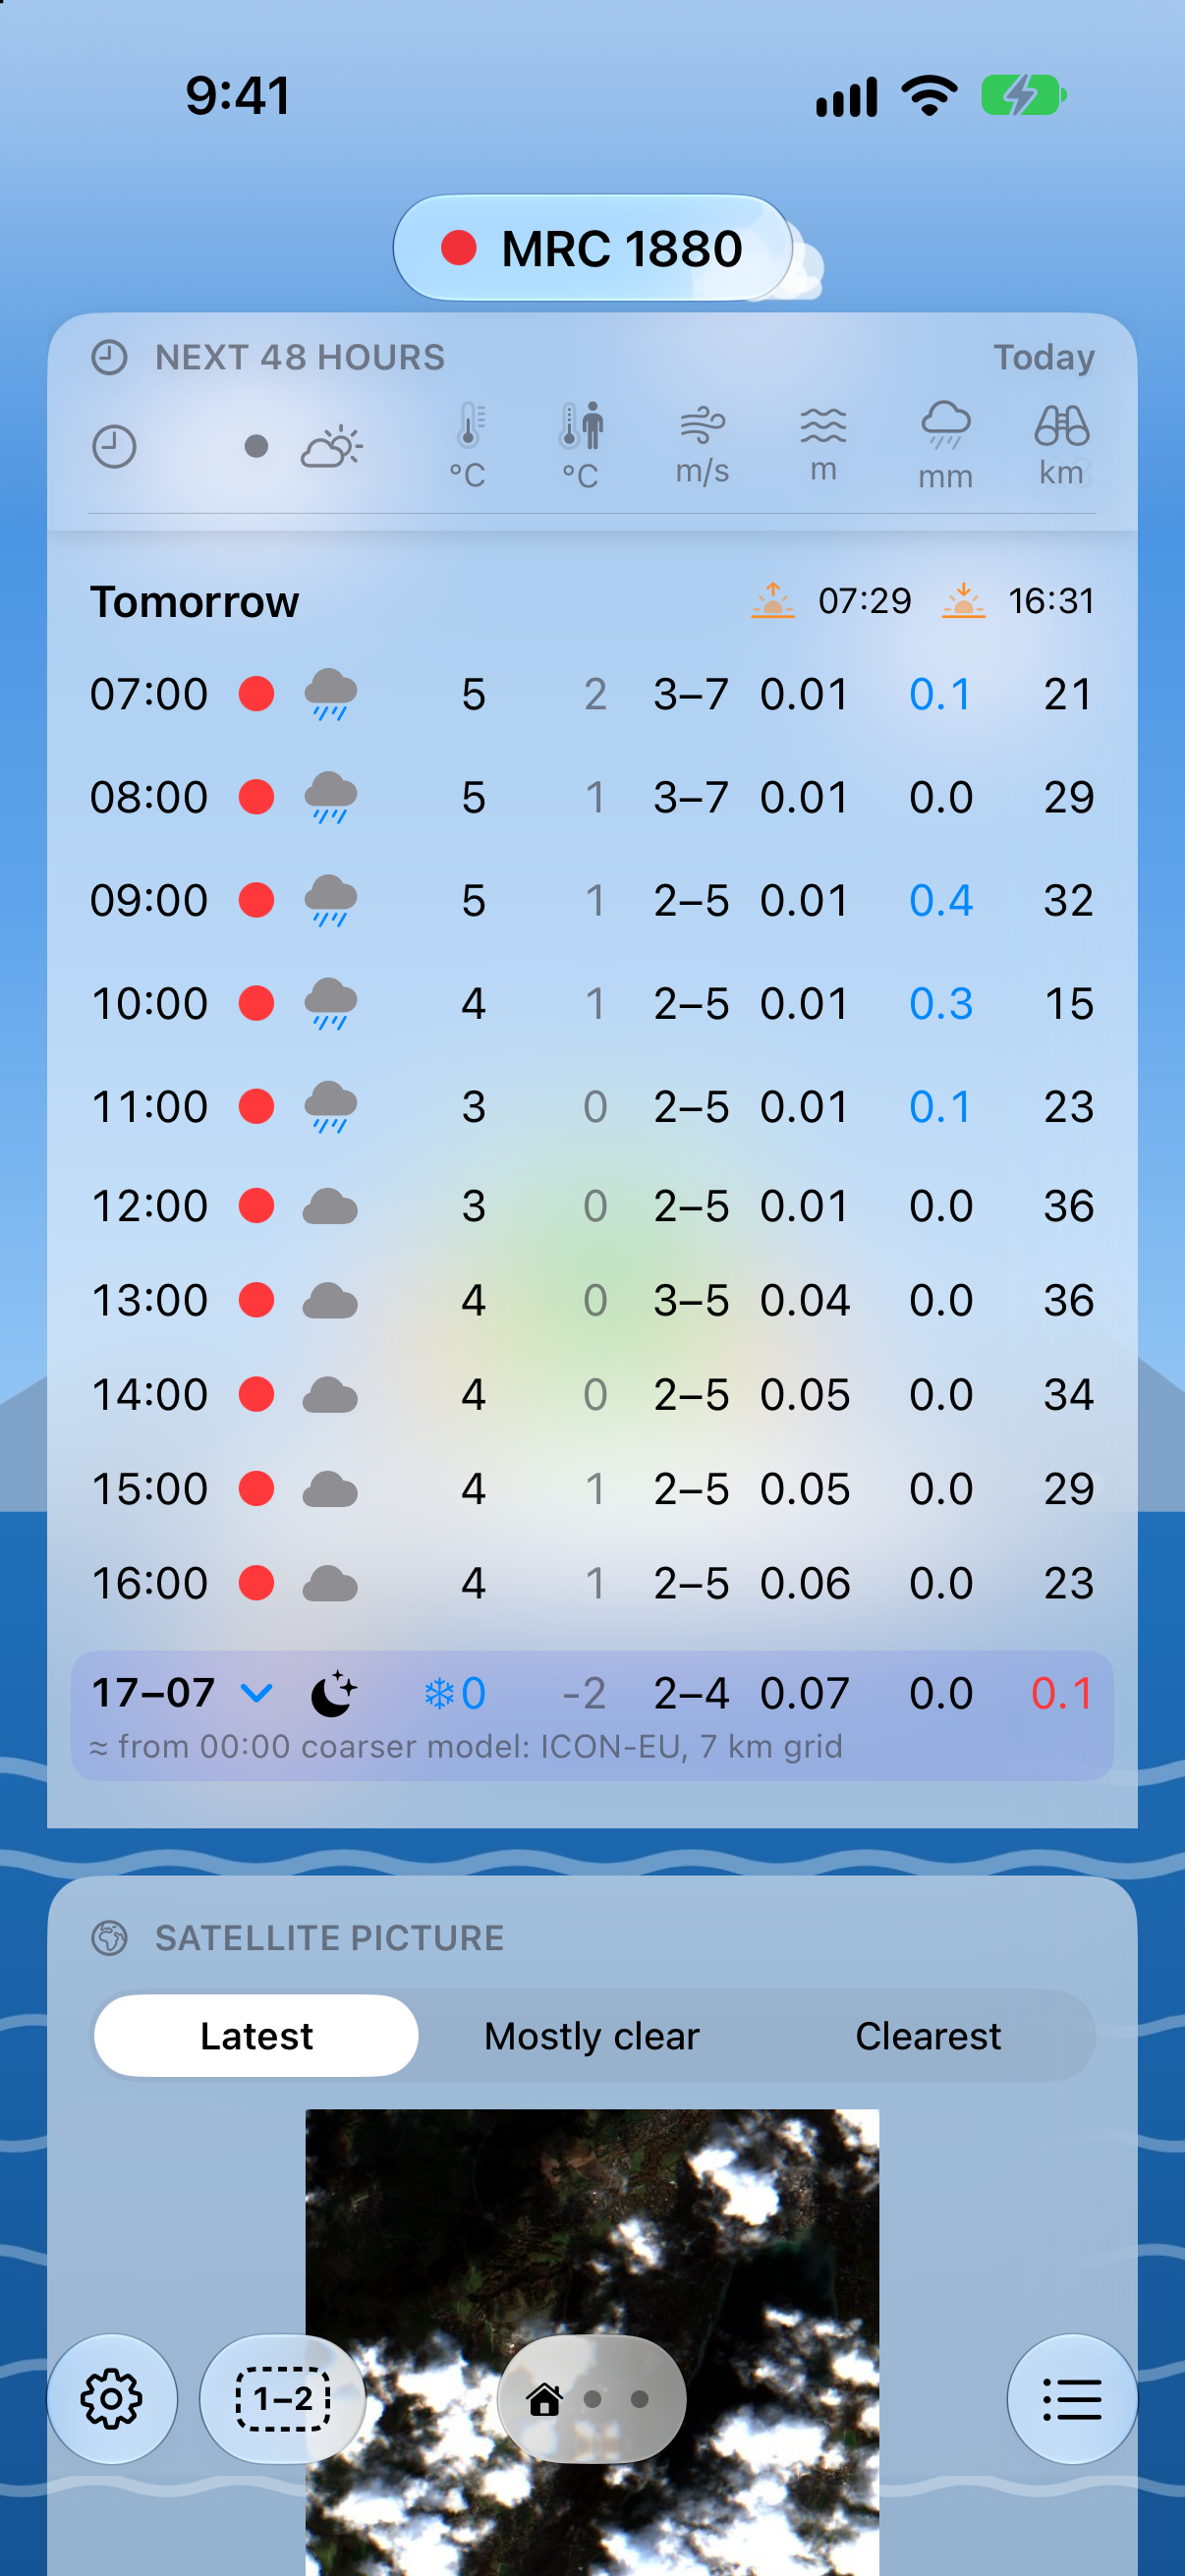 9:41
MRC 1880
NEXT 48 HOURS Today
°C °C m/s m mm km
Tomorrow 07:29 16:31
07:00 5 2 3–7 0.01 0.1 21
08:00 5 1 3–7 0.01 0.0 29
09:00 5 1 2–5 0.01 0.4 32
10:00 4 1 2–5 0.01 0.3 15
11:00 3 0 2–5 0.01 0.1 23
12:00 3 0 2–5 0.01 0.0 36
13:00 4 0 3–5 0.04 0.0 36
14:00 4 0 2–5 0.05 0.0 34
15:00 4 1 2–5 0.05 0.0 29
16:00 4 1 2–5 0.06 0.0 23
17–07 0 -2 2–4 0.07 0.0 0.1
≈ from 00:00 coarser model: ICON-EU, 7 km grid
SATELLITE PICTURE
Latest Mostly clear Clearest
1–2